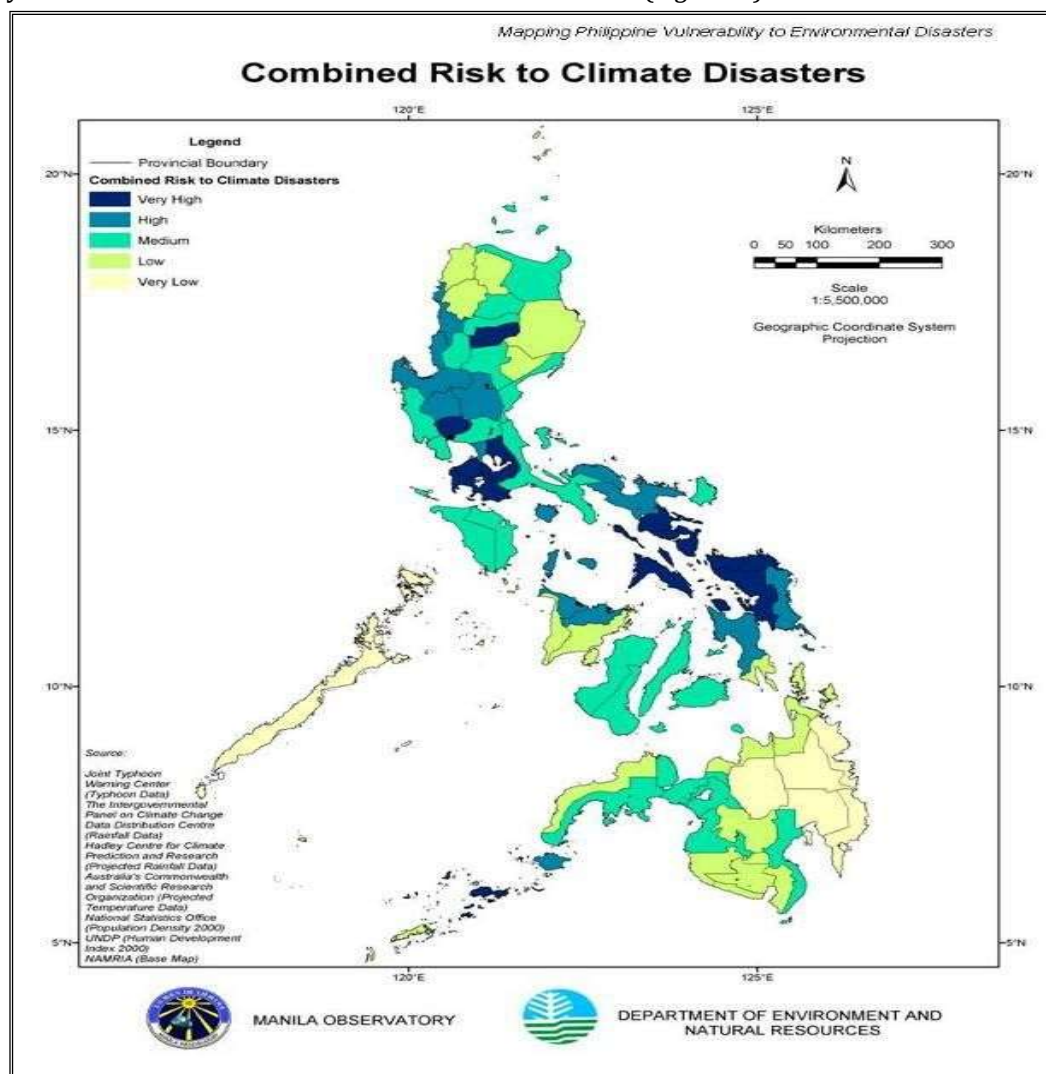 Mapping Philippine Vulnerability to Environmental Disasters
Combined Risk to Climate Disasters
120°E
125°E
Legend
Provincial Boundary
Combined Risk to Climate Disasters
Very High
High
Medium
Low
Very Low
N
Kilometers
0 50 100 200 300
Scale
1:5,500,000
Geographic Coordinate System
Projection
20°N
20°N
15°N
15°N
10°N
10°N
5°N
5°N
Source:
Joint Typhoon
Warning Center
(Typhoon Data)
The Intergovernmental
Panel on Climate Change
Data Distribution Centre
(Rainfall Data)
Hadley Centre for Climate
Prediction and Research
(Projected Rainfall Data)
Australia's Commonwealth
and Scientific Research
Organization (Projected
Temperature Data)
National Statistics Office
(Population Density 2000)
UNDP (Human Development
Index 2000)
NAMRIA (Base Map)
120°E
125°E
MANILA OBSERVATORY
DEPARTMENT OF ENVIRONMENT AND
NATURAL RESOURCES